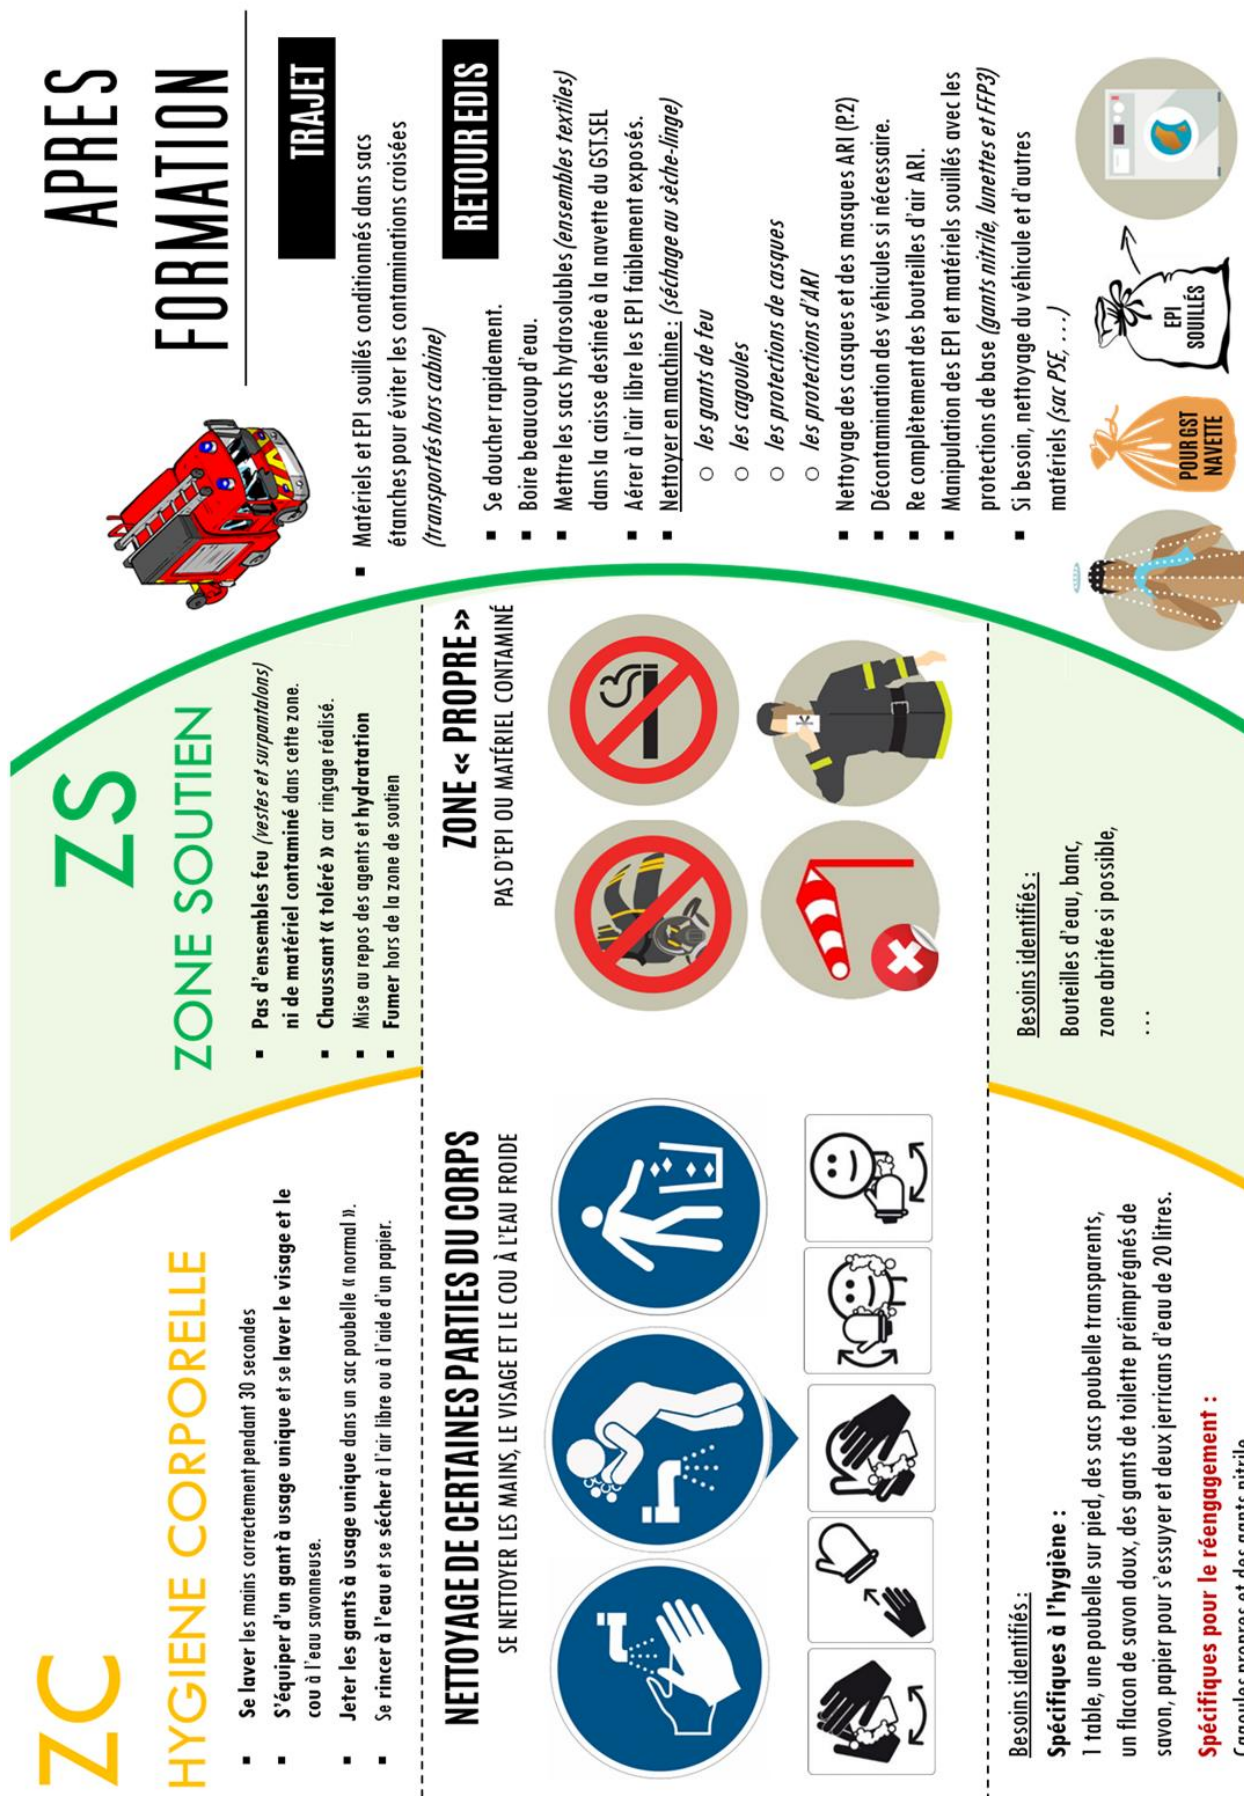 ZC
HYGIENE CORPORELLE
▪ Se laver les mains correctement pendant 30 secondes
▪ S'équiper d'un gant à usage unique et se laver le visage et le
cou à l'eau savonneuse.
▪ Jeter les gants à usage unique dans un sac poubelle « normal ».
▪ Se rincer à l'eau et se sécher à l'air libre ou à l'aide d'un papier.
NETTOYAGE DE CERTAINES PARTIES DU CORPS
SE NETTOYER LES MAINS, LE VISAGE ET LE COU À L'EAU FROIDE
Besoins identifiés :
Spécifiques à l'hygiène :
1 table, une poubelle sur pied, des sacs poubelle transparents,
un flacon de savon doux, des gants de toilette préimprégnés de
savon, papier pour s'essuyer et deux jerricans d'eau de 20 litres.
Spécifiques pour le réengagement :
Cagoules propres et des gants nitrile
ZS
ZONE SOUTIEN
▪ Pas d'ensembles feu (vestes et surpantalons)
ni de matériel contaminé dans cette zone.
▪ Chaussant « toléré » car rinçage réalisé.
▪ Mise au repos des agents et hydratation
▪ Fumer hors de la zone de soutien
ZONE « PROPRE »
PAS D'EPI OU MATÉRIEL CONTAMINÉ
Besoins identifiés :
Bouteilles d'eau, banc,
zone abritée si possible,
...
APRES
FORMATION
TRAJET
▪ Matériels et EPI souillés conditionnés dans sacs
étanches pour éviter les contaminations croisées
(transportés hors cabine)
RETOUR EDIS
▪ Se doucher rapidement.
▪ Boire beaucoup d'eau.
▪ Mettre les sacs hydrosolubles (ensembles textiles)
dans la caisse destinée à la navette du GST.SEL
▪ Aérer à l'air libre les EPI faiblement exposés.
▪ Nettoyer en machine : (séchage au sèche-linge)
○ les gants de feu
○ les cagoules
○ les protections de casques
○ les protections d'ARI
▪ Nettoyage des casques et des masques ARI (P.2)
▪ Décontamination des véhicules si nécessaire.
▪ Re complètement des bouteilles d'air ARI.
▪ Manipulation des EPI et matériels souillés avec les
protections de base (gants nitrile, lunettes et FFP3)
▪ Si besoin, nettoyage du véhicule et d'autres
matériels (sac PSE, ...)
POUR GST
NAVETTE
EPI
SOUILLÉS